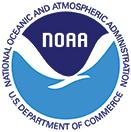 NATIONAL OCEANIC AND ATMOSPHERIC ADMINISTRATION
NOAA
U.S. DEPARTMENT OF COMMERCE